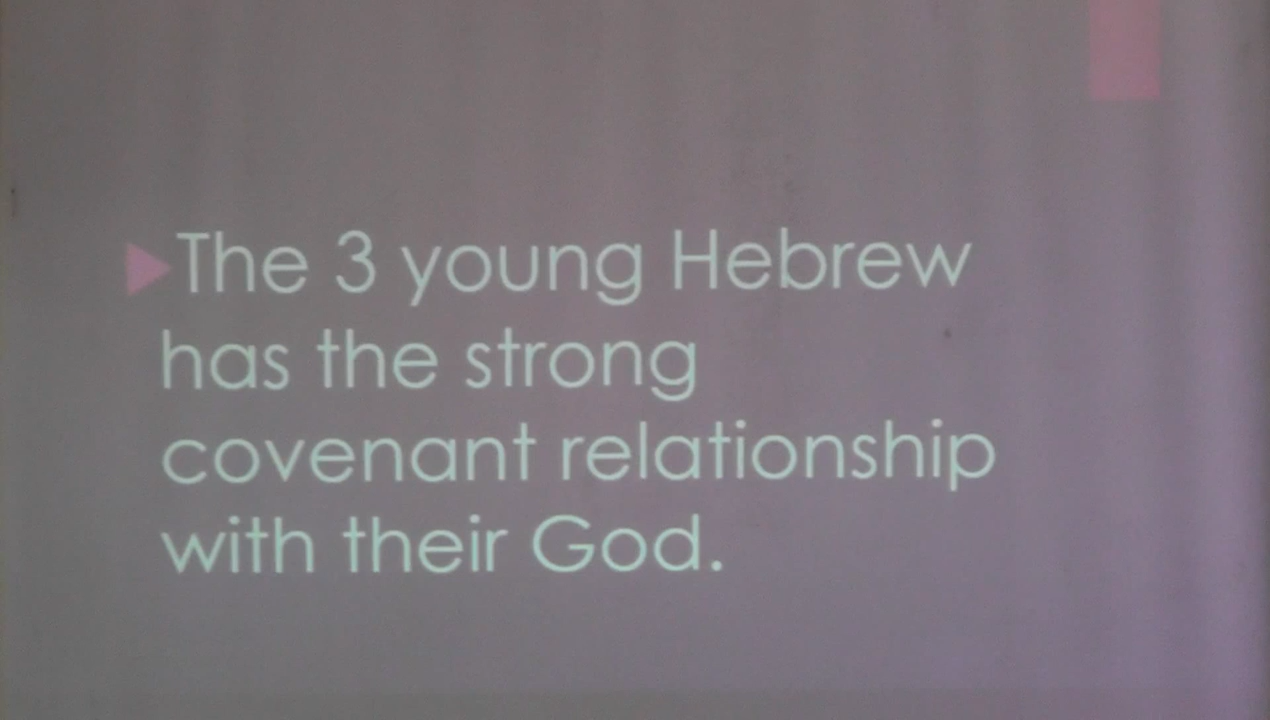 The 3 young Hebrew
has the strong
covenant relationship
with their God.